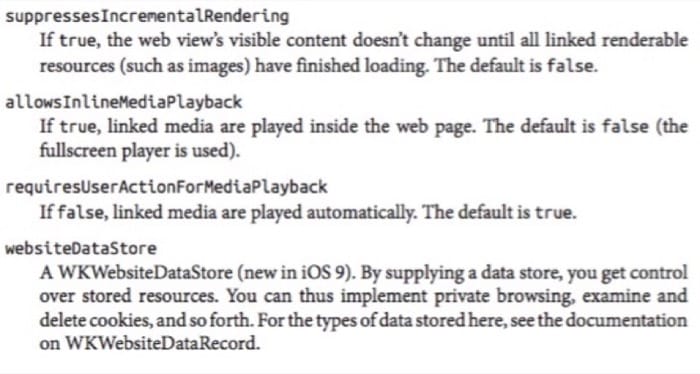 suppressesIncrementalRendering
If true, the web view's visible content doesn't change until all linked renderable
resources (such as images) have finished loading. The default is false.
allowsInlineMediaPlayback
If true, linked media are played inside the web page. The default is false (the
fullscreen player is used).
requiresUserActionForMediaPlayback
If false, linked media are played automatically. The default is true.
websiteDataStore
A WKWebsiteDataStore (new in iOS 9). By supplying a data store, you get control
over stored resources. You can thus implement private browsing, examine and
delete cookies, and so forth. For the types of data stored here, see the documentation
on WKWebsiteDataRecord.